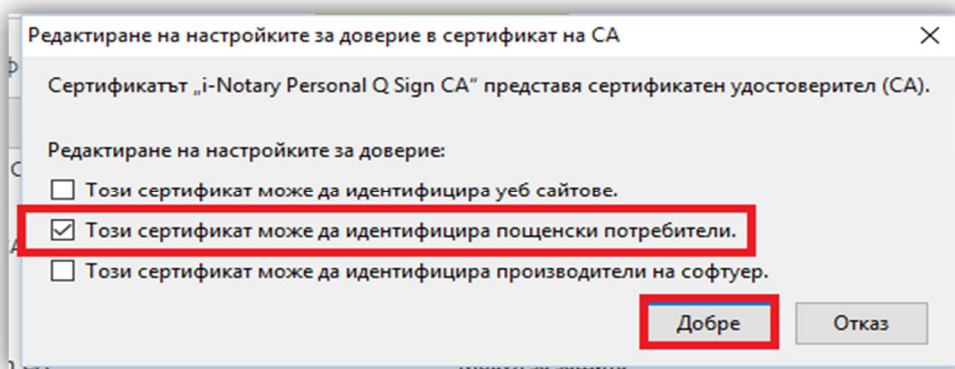 Редактиране на настройките за доверие в сертификат на CA
Сертификатът „i-Notary Personal Q Sign CA“ представя сертификатен удостоверител (CA).
Редактиране на настройките за доверие:
Този сертификат може да идентифицира уеб сайтове.
Този сертификат може да идентифицира пощенски потребители.
Този сертификат може да идентифицира производители на софтуер.
Добре
Отказ